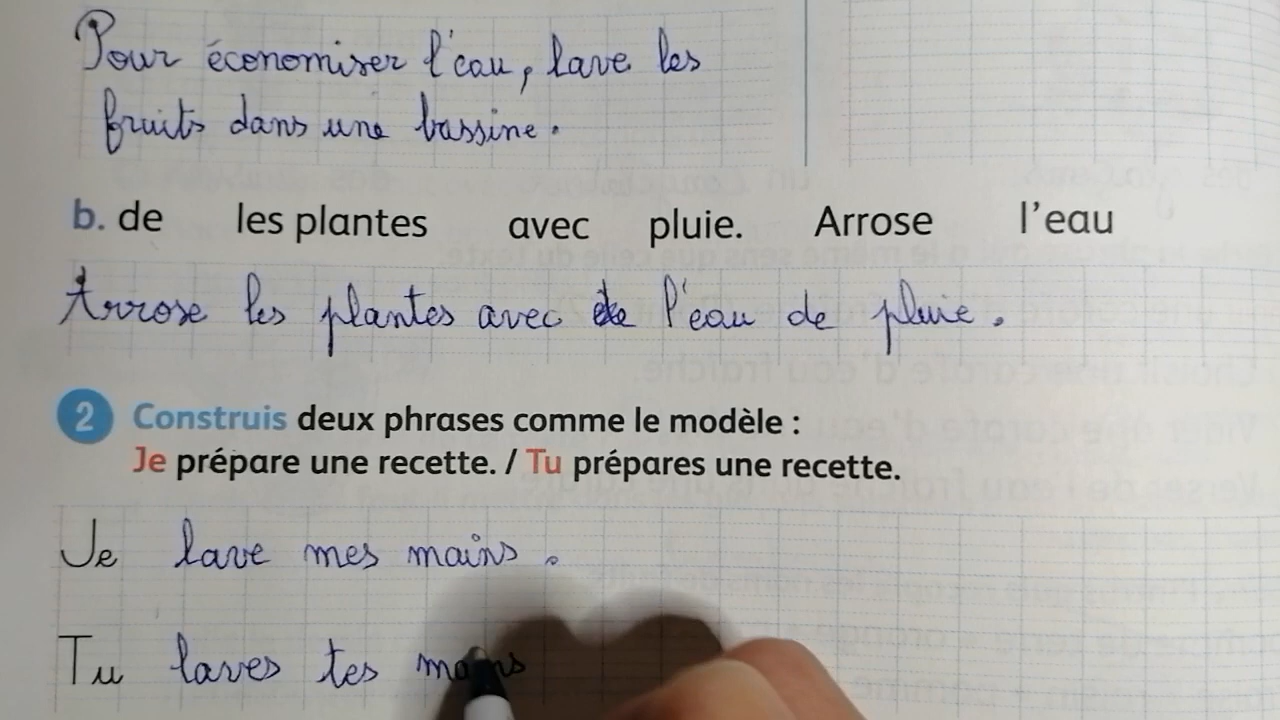 Pour économiser l'eau, lave les
fruits dans une bassine.
b. de les plantes avec pluie. Arrose l'eau
Arrose les plantes avec de l'eau de pluie.
2 Construis deux phrases comme le modèle :
Je prépare une recette. / Tu prépares une recette.
Je lave mes mains.
Tu laves tes mains